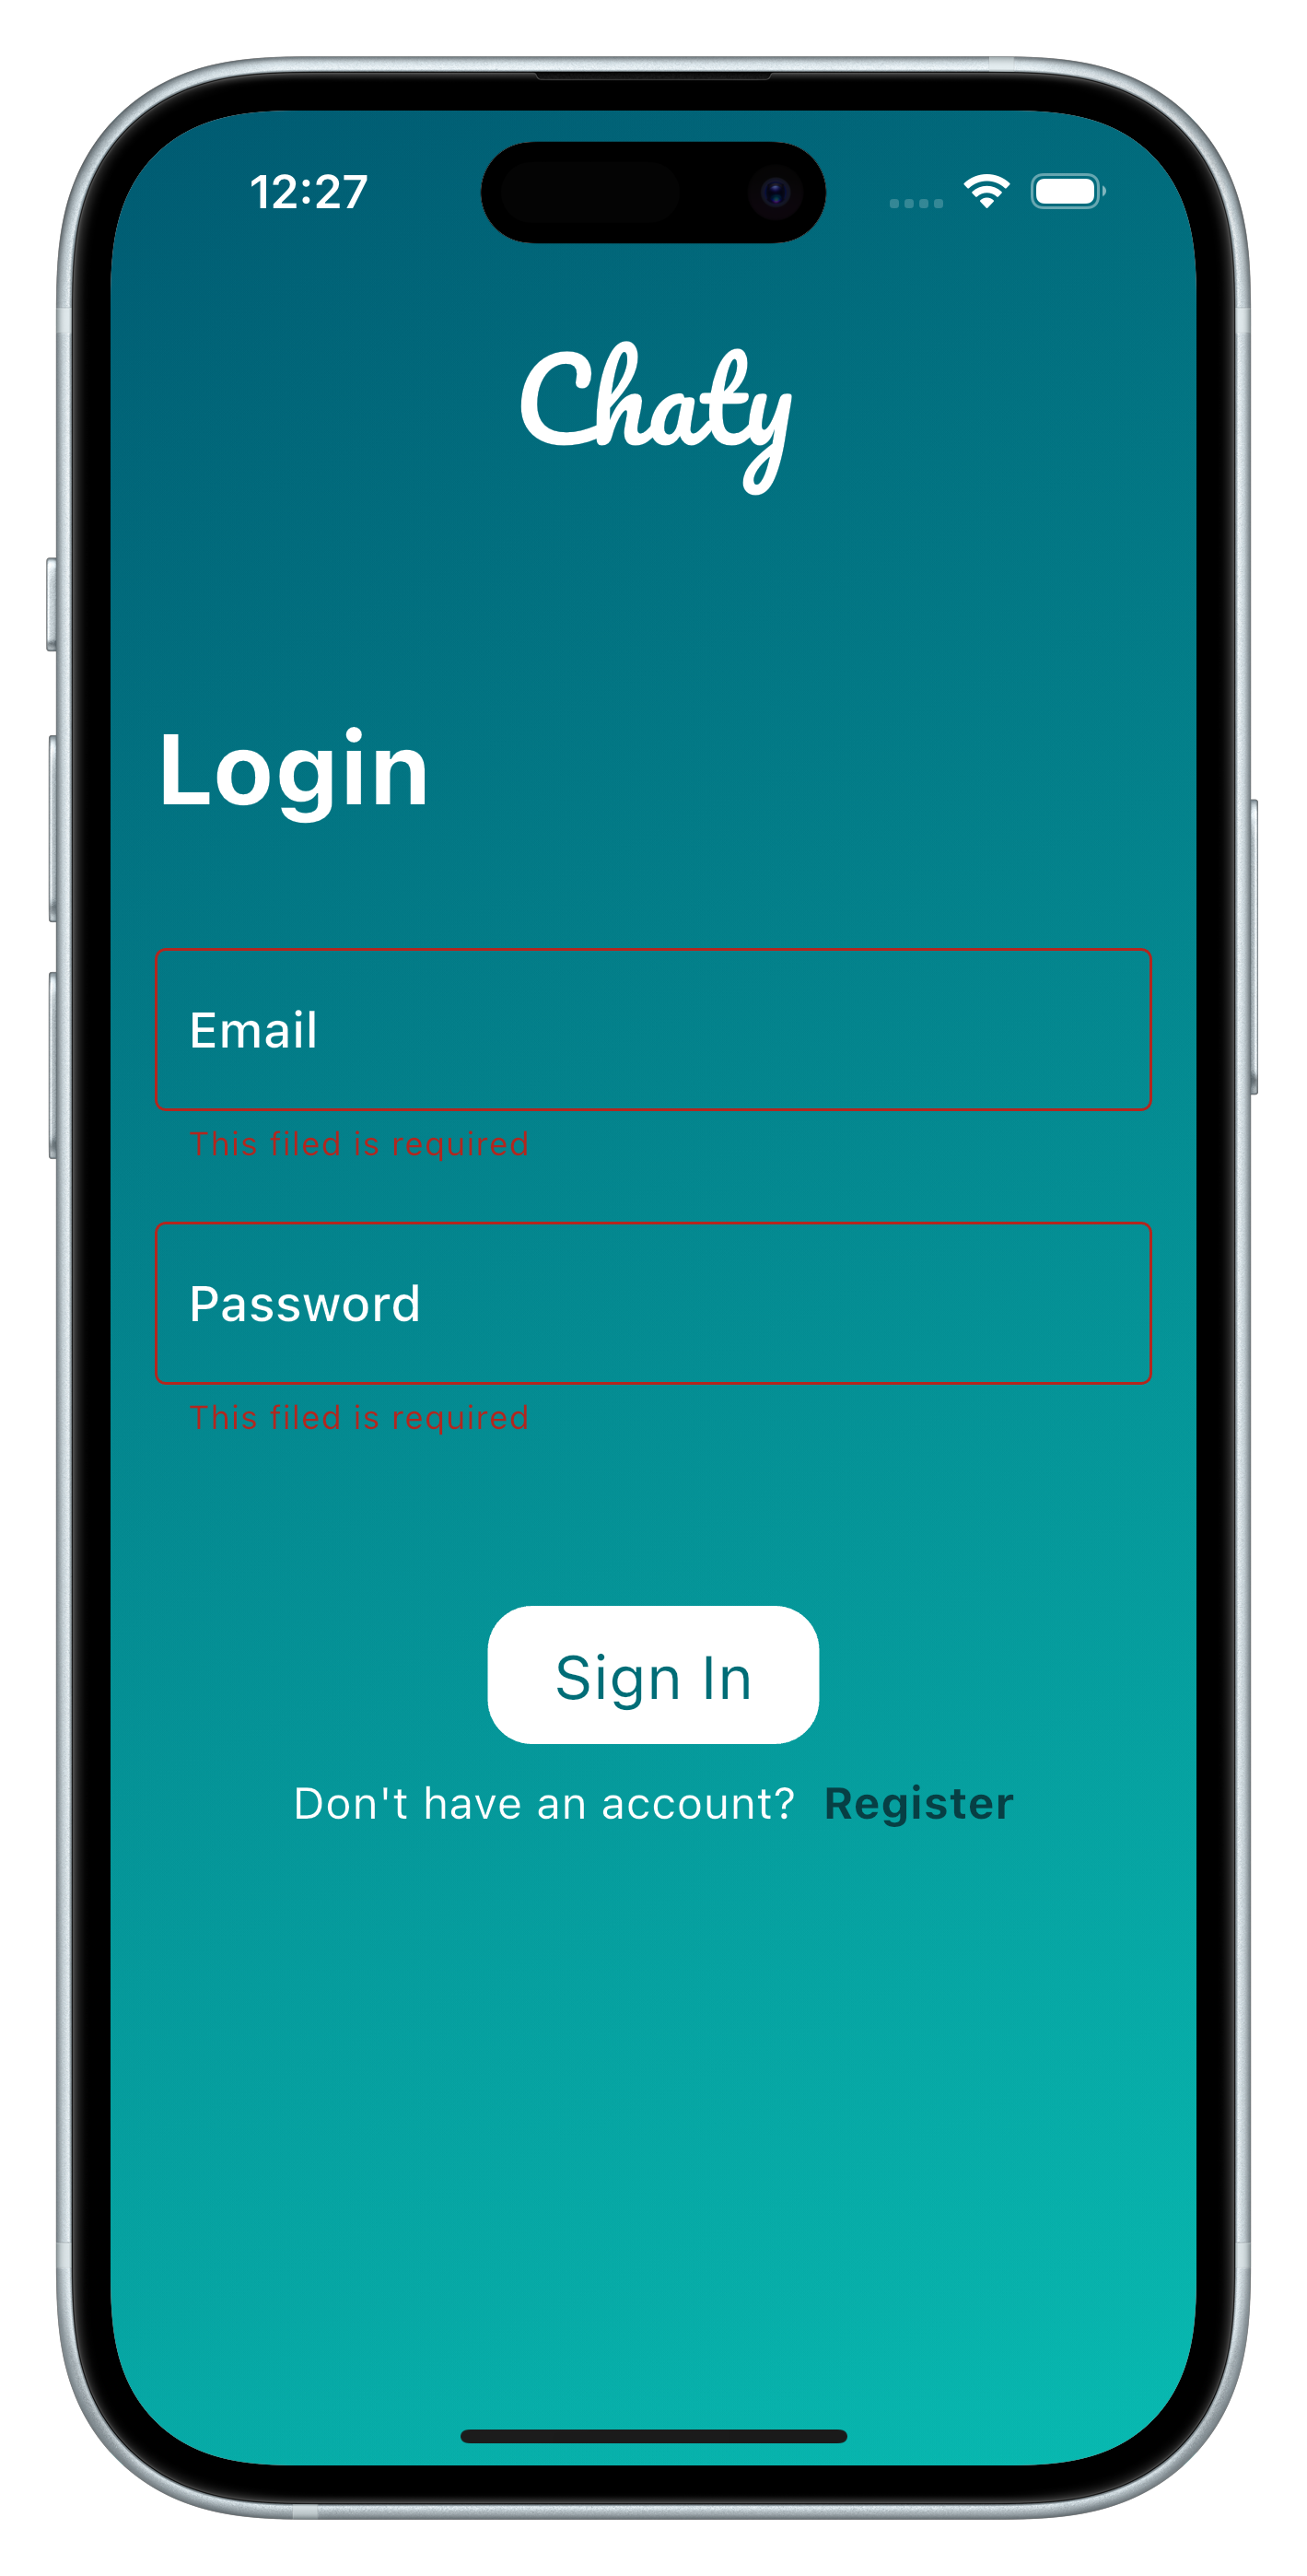 12:27
Chaty
Login
Email
This filed is required
Password
This filed is required
Sign In
Don't have an account? Register